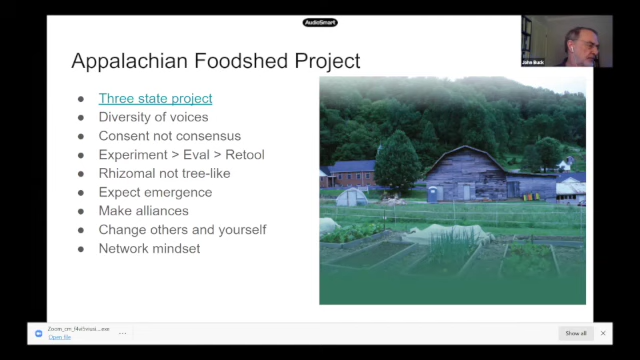 AudioSmart
John Buck
Appalachian Foodshed Project
Three state project
Diversity of voices
Consent not consensus
Experiment > Eval > Retool
Rhizomal not tree-like
Expect emergence
Make alliances
Change others and yourself
Network mindset
Open file
Show all